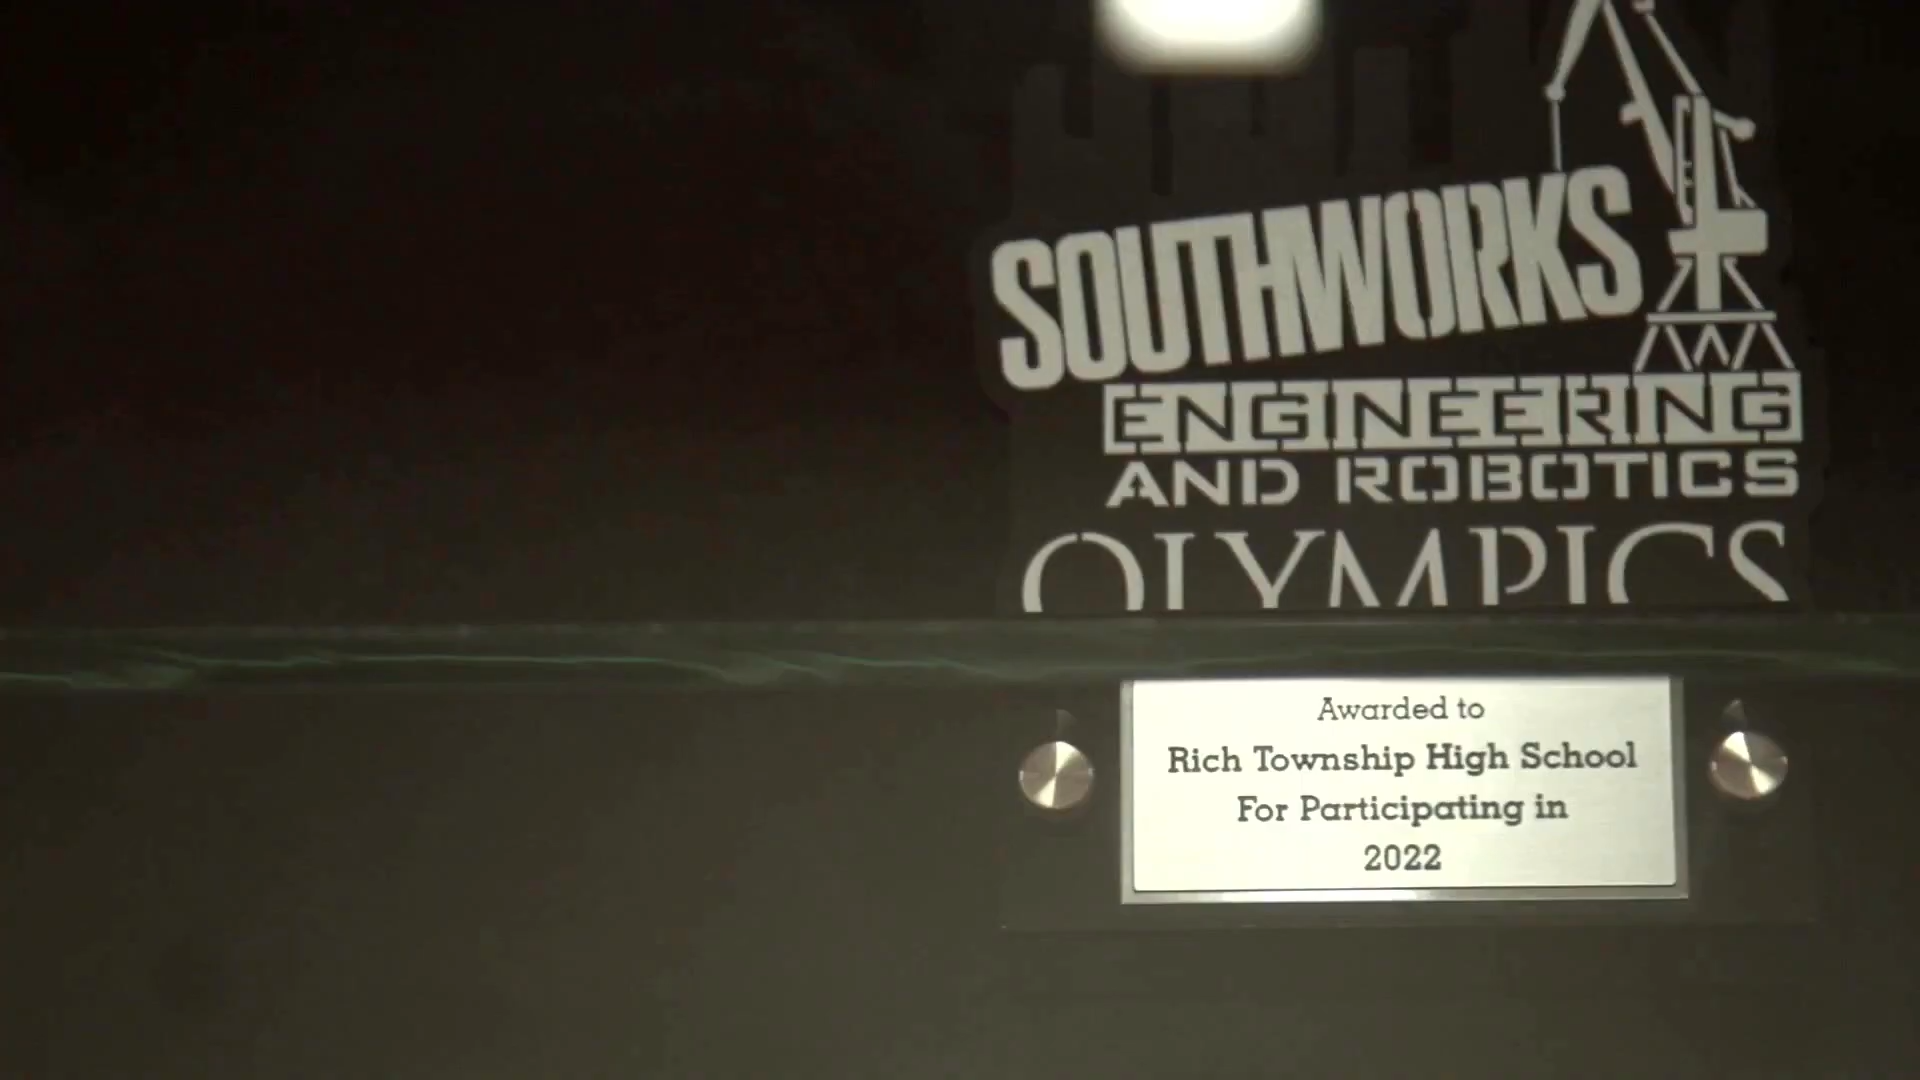 SOUTHWORKS
ENGINEERING
AND ROBOTICS
OLYMPICS
Awarded to
Rich Township High School
For Participating in
2022